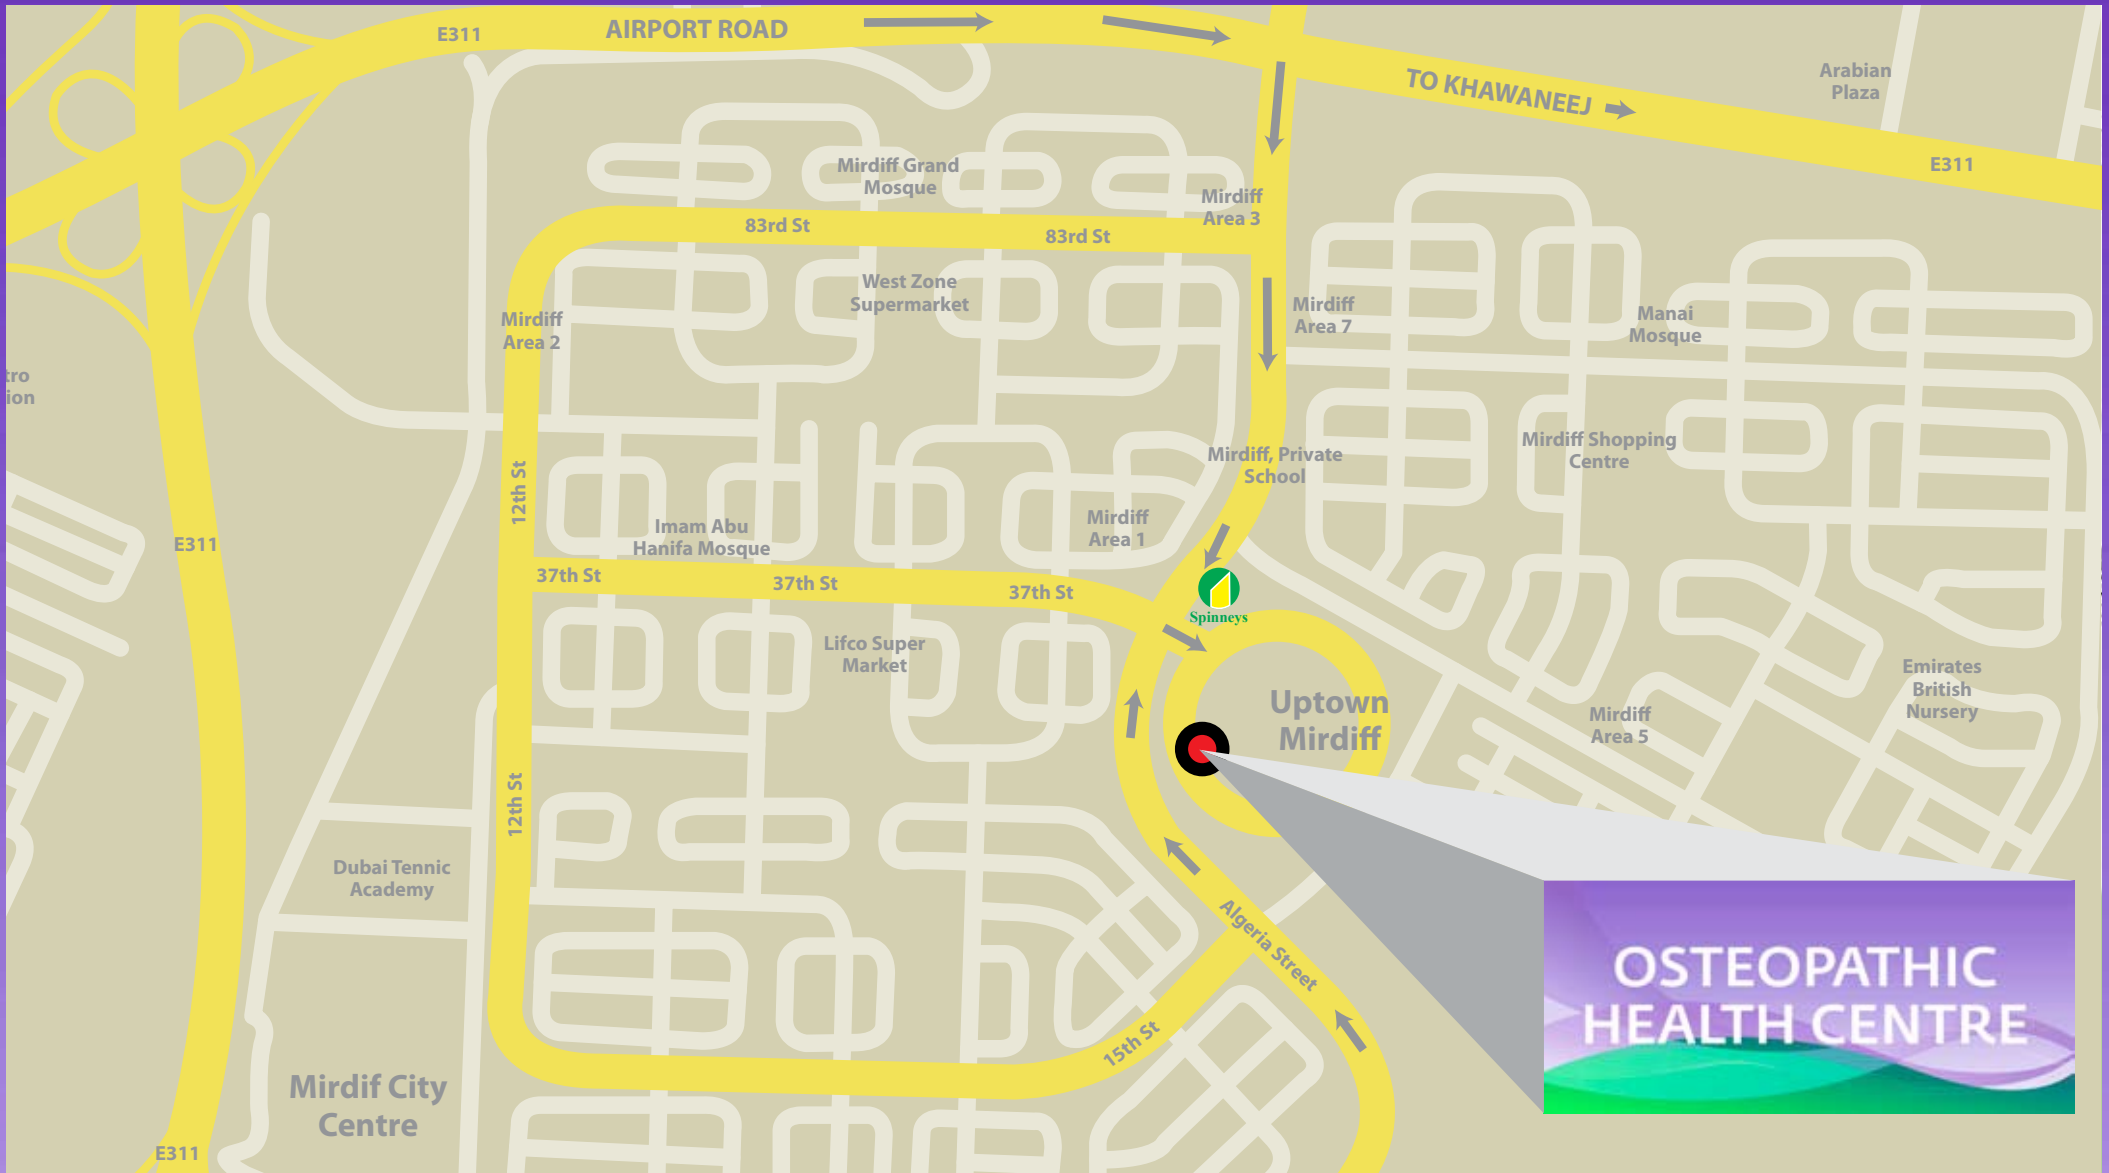 E311
AIRPORT ROAD
TO KHAWANEEJ
Arabian
Plaza
E311
Mirdiff Grand
Mosque
Mirdiff
Area 3
83rd St
83rd St
West Zone
Supermarket
Mirdiff
Area 2
Mirdiff
Area 7
Manai
Mosque
tro
ion
Mirdiff, Private
School
Mirdiff Shopping
Centre
12th St
Imam Abu
Hanifa Mosque
Mirdiff
Area 1
E311
37th St
37th St
37th St
Spinneys
Lifco Super
Market
Uptown
Mirdiff
Mirdiff
Area 5
Emirates
British
Nursery
12th St
Dubai Tennic
Academy
Algeria Street
OSTEOPATHIC
HEALTH CENTRE
15th St
Mirdif City
Centre
E311